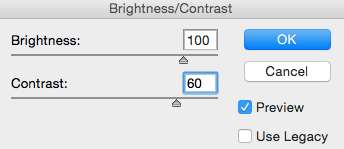 Brightness/Contrast
Brightness: 100
OK
Contrast: 60
Cancel
Preview
Use Legacy